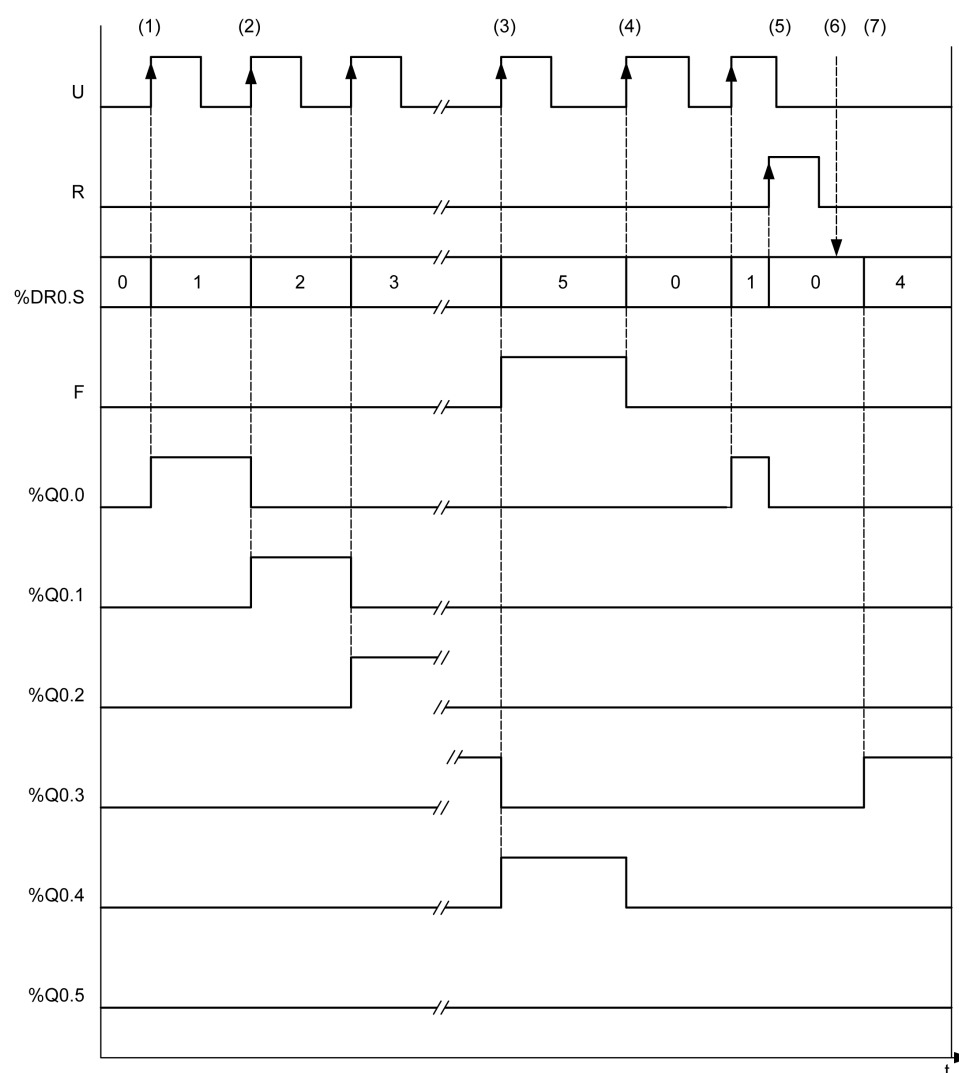 (1) (2) (3) (4) (5) (6) (7)
U
R
%DR0.S 0 1 2 3 5 0 1 0 4
F
%Q0.0
%Q0.1
%Q0.2
%Q0.3
%Q0.4
%Q0.5
t